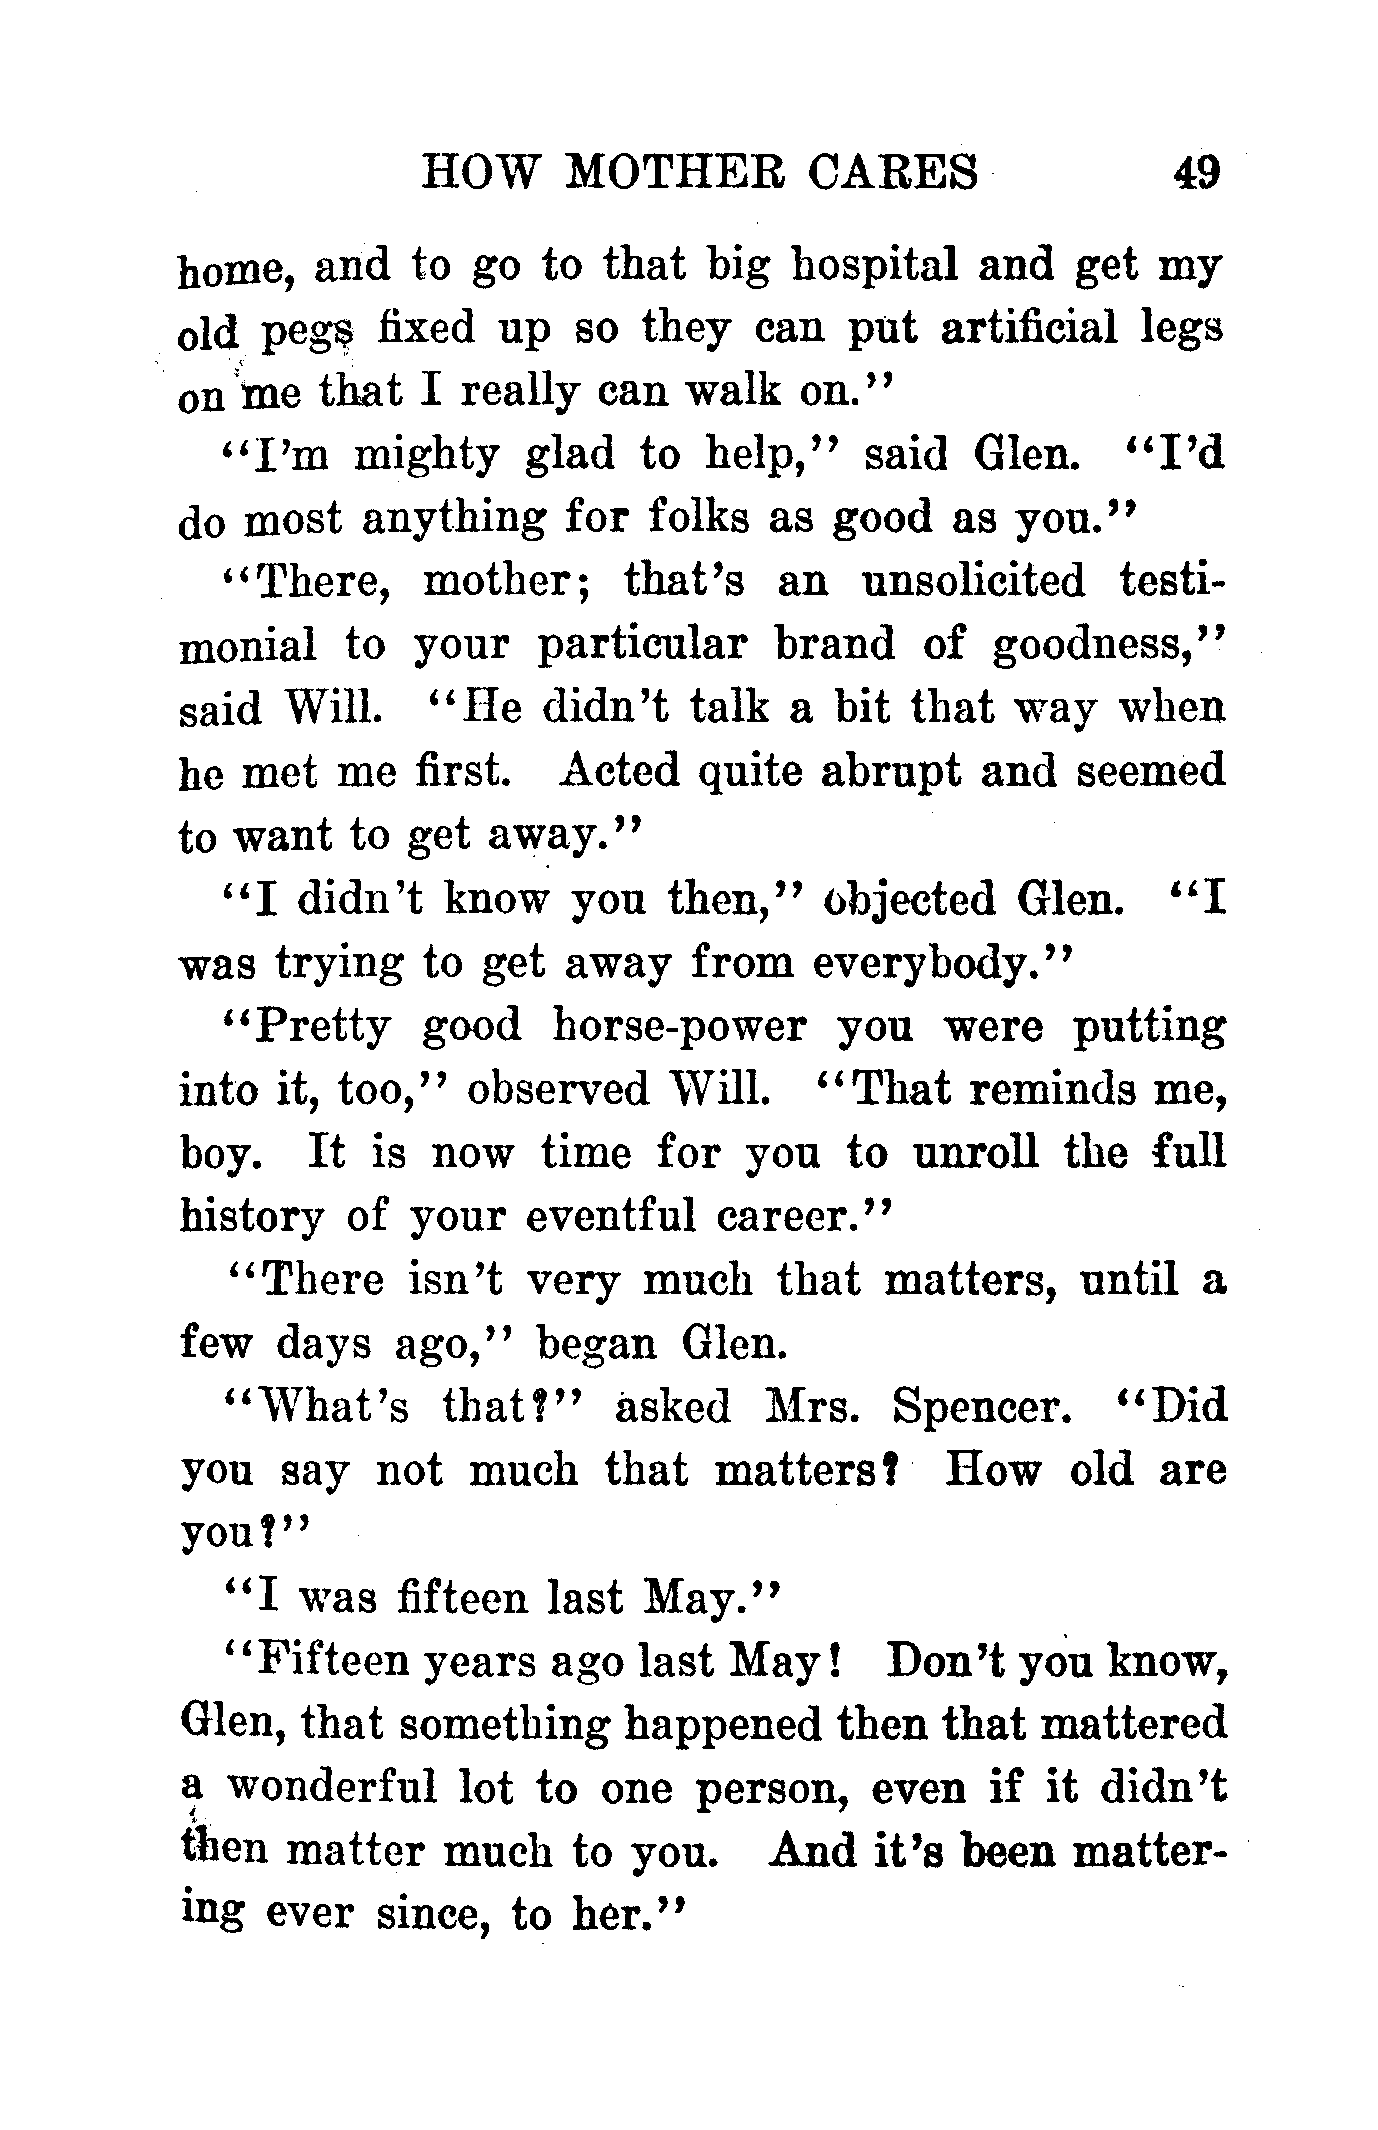 HOW MOTHER CARES 49
home, and to go to that big hospital and get my
old pegs fixed up so they can put artificial legs
on me that I really can walk on."
"I'm mighty glad to help," said Glen. "I'd
do most anything for folks as good as you."
"There, mother; that's an unsolicited testi-
monial to your particular brand of goodness,"
said Will. "He didn't talk a bit that way when
he met me first. Acted quite abrupt and seemed
to want to get away."
"I didn't know you then," objected Glen. "I
was trying to get away from everybody."
"Pretty good horse-power you were putting
into it, too," observed Will. "That reminds me,
boy. It is now time for you to unroll the full
history of your eventful career."
"There isn't very much that matters, until a
few days ago," began Glen.
"What's that?" asked Mrs. Spencer. "Did
you say not much that matters? How old are
you?"
"I was fifteen last May."
"Fifteen years ago last May! Don't you know,
Glen, that something happened then that mattered
a wonderful lot to one person, even if it didn't
then matter much to you. And it's been matter-
ing ever since, to her."